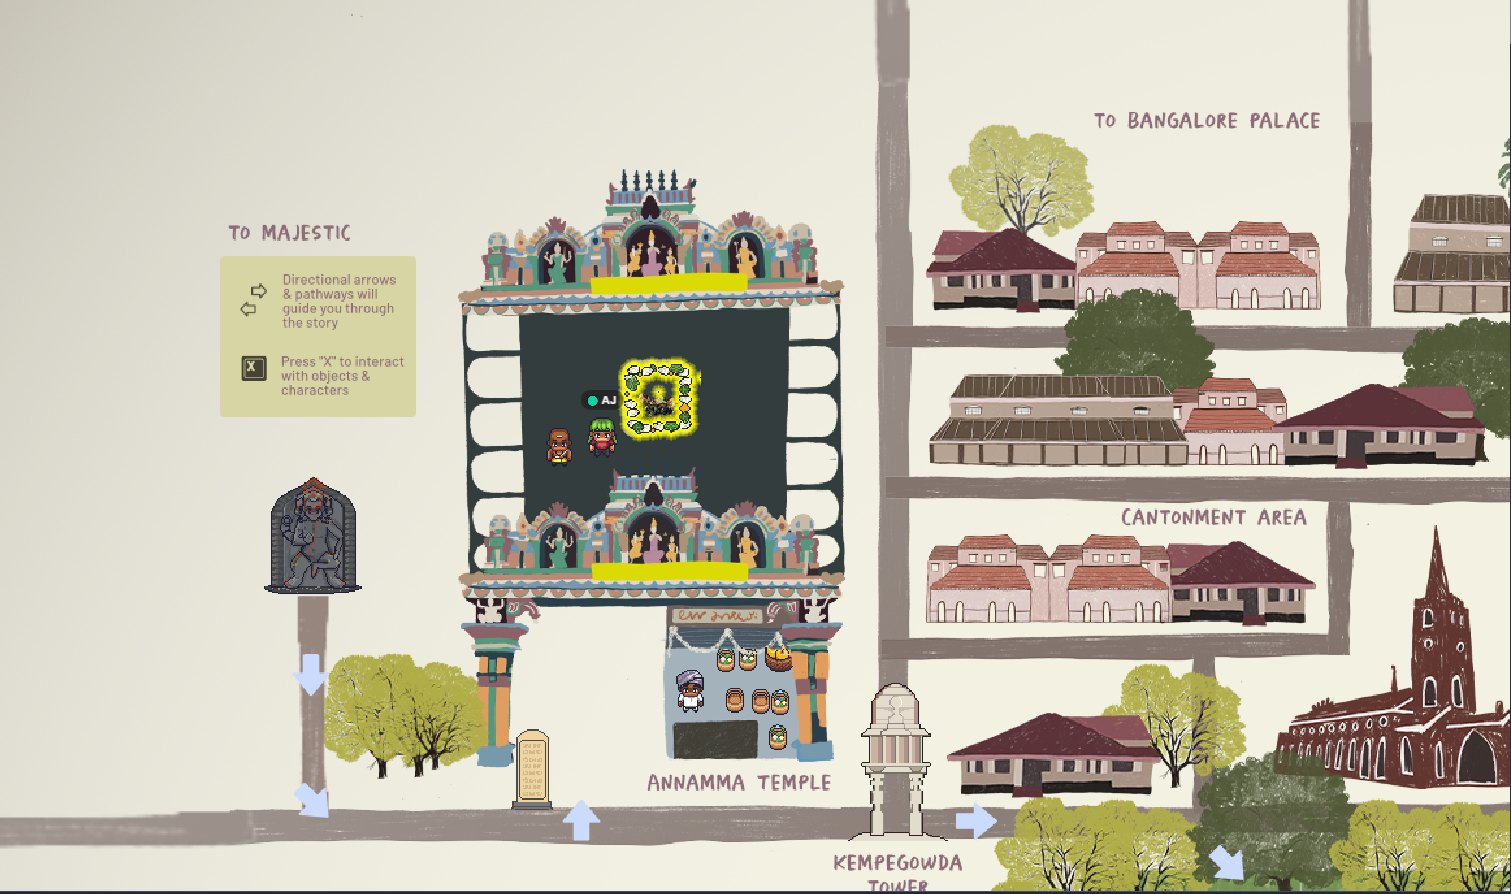 TO BANGALORE PALACE
TO MAJESTIC
Directional arrows
& pathways will
guide you through
the story
X
Press "X" to interact
with objects &
characters
AJ
CANTONMENT AREA
ANNAMMA TEMPLE
KEMPEGOWDA
TOWER